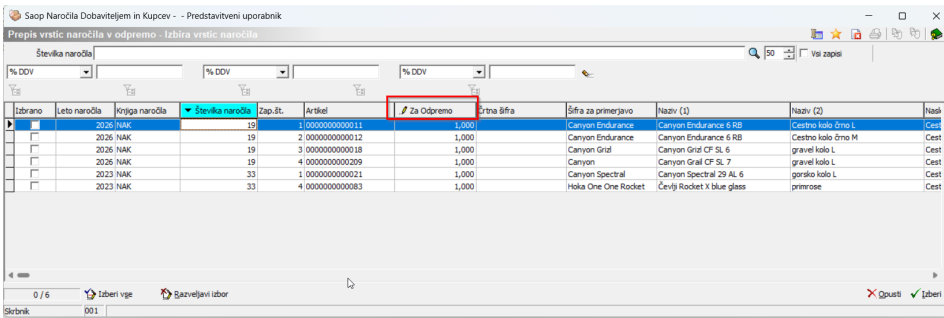 Saop Naročila Dobaviteljem in Kupcev - - Predstavitveni uporabnik
Prepis vrstic naročila v odpremo - Izbira vrstic naročila
Številka naročila 50 Vsi zapisi
% DDV % DDV % DDV
Izbrano Leto naročila Knjiga naročila Številka naročila Zap.št. Artikel Za Odpremo Črtna šifra Šifra za primerjavo Naziv (1) Naziv (2) Nask
2026 NAK 19 1 0000000000011 1,000 Canyon Endurance Canyon Endurance 6 RB Cestno kolo črno L Cest
2026 NAK 19 2 0000000000012 1,000 Canyon Endurance Canyon Endurance 6 RB Cestno kolo črno M Cest
2026 NAK 19 3 0000000000018 1,000 Canyon Grizl Canyon Grizl CF SL 6 gravel kolo L Cest
2026 NAK 19 4 0000000000209 1,000 Canyon Canyon Grail CF SL 7 gravel kolo L Cest
2023 NAK 33 1 0000000000021 1,000 Canyon Spectral Canyon Spectral 29 AL 6 gorsko kolo L Cest
2023 NAK 33 4 0000000000083 1,000 Hoka One One Rocket Čevlji Rocket X blue glass primrose Cest
0 / 6 Izberi vse Razveljavi izbor Opusti Izberi
Skrbnik 001